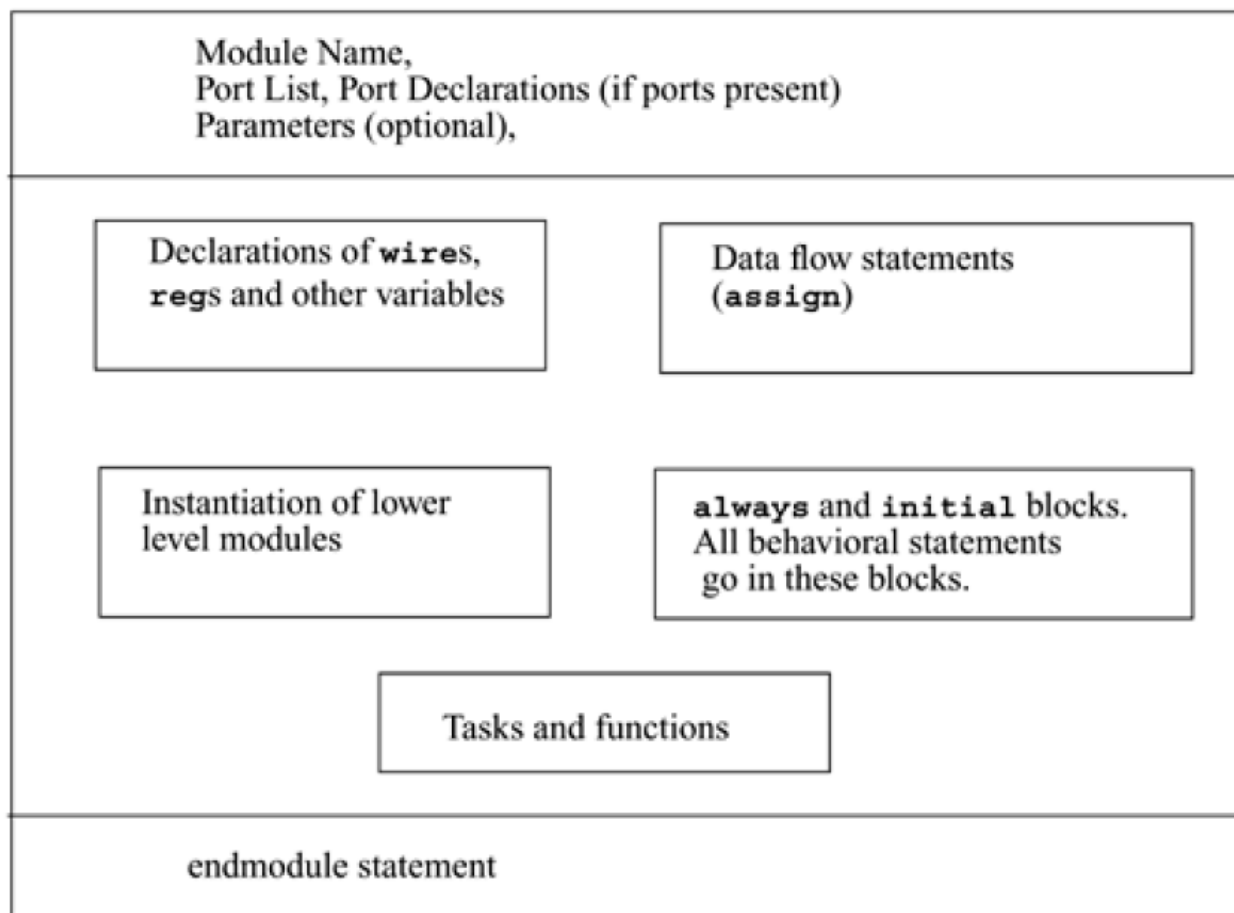 Module Name,
Port List, Port Declarations (if ports present)
Parameters (optional),
Declarations of wires,
regs and other variables
Data flow statements
(assign)
Instantiation of lower
level modules
always and initial blocks.
All behavioral statements
go in these blocks.
Tasks and functions
endmodule statement